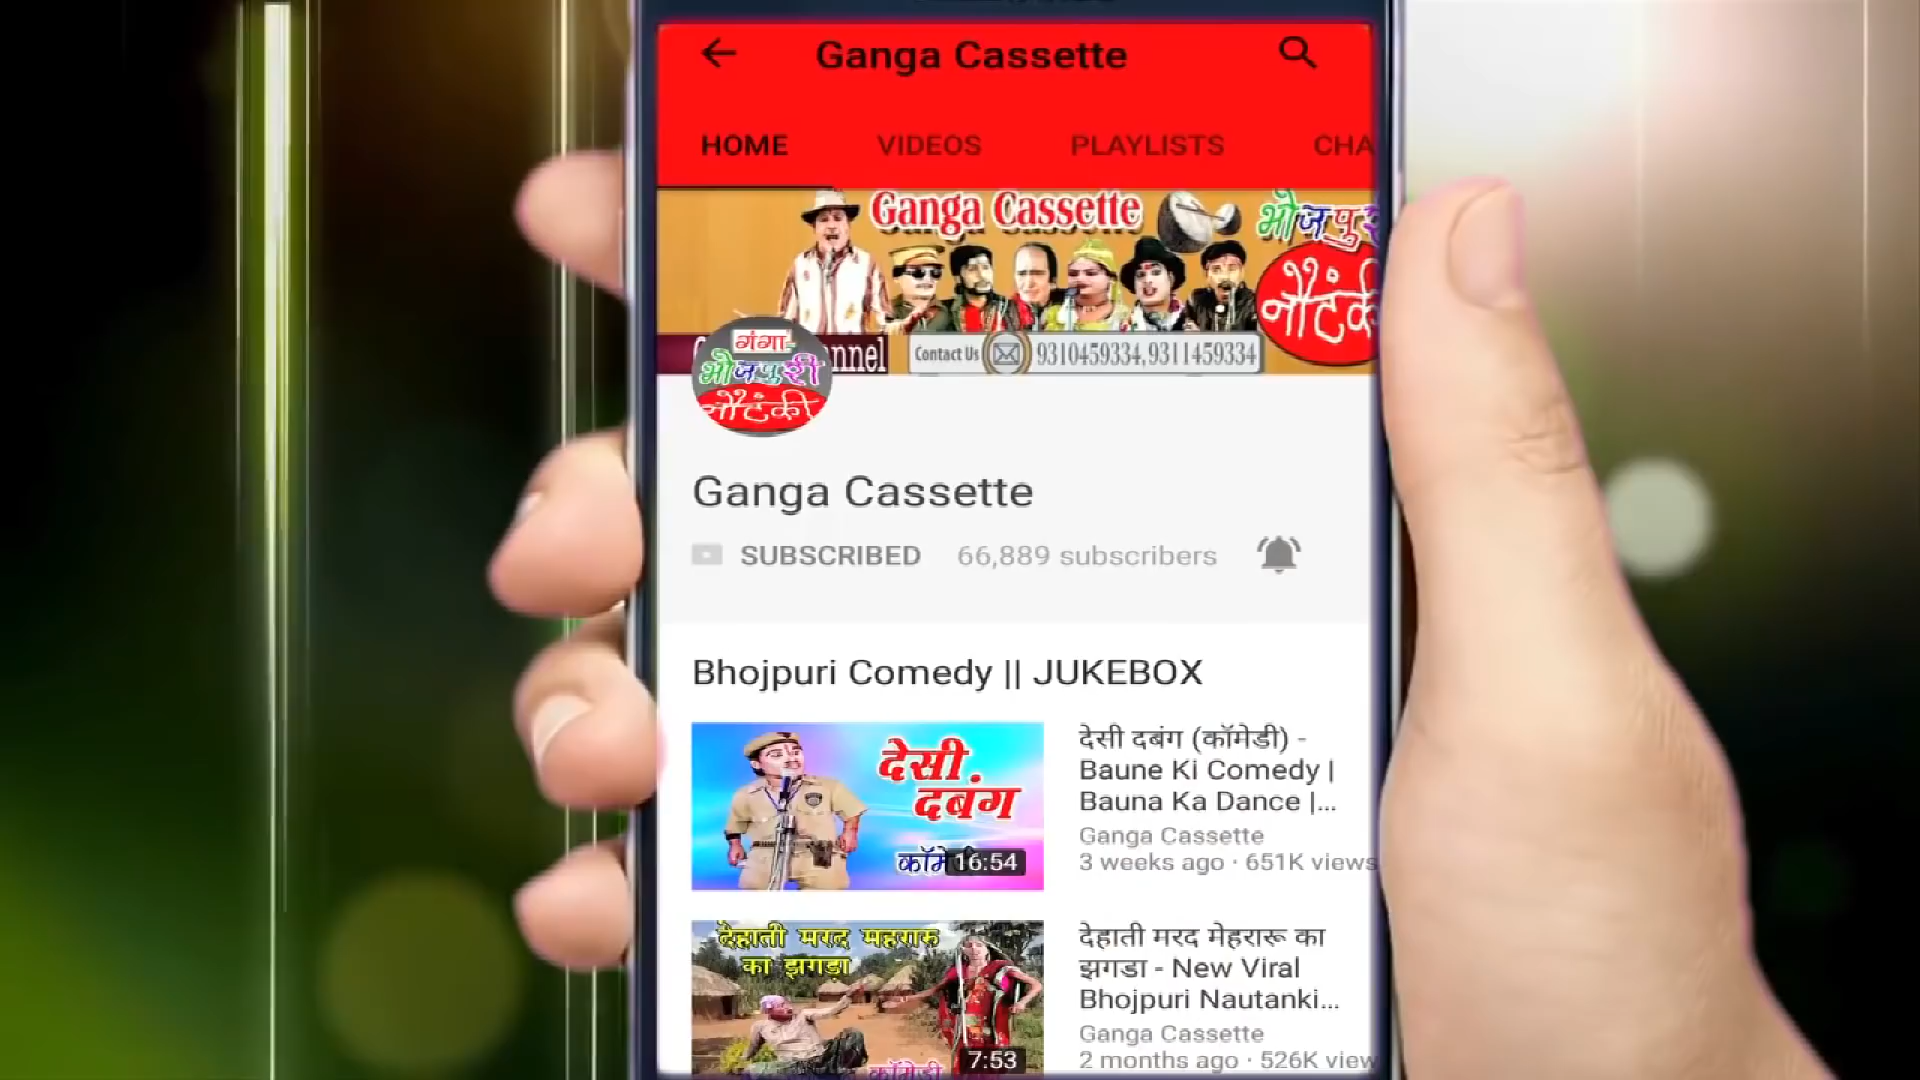 Ganga Cassette
HOME VIDEOS PLAYLISTS CHA
Ganga Cassette
नौटंकी
Contact Us 9310459334,9311459334
गंगा
भोजपुरी
नौटंकी
Ganga Cassette
SUBSCRIBED 66,889 subscribers
Bhojpuri Comedy || JUKEBOX
देसी
दबंग
16:54
देसी दबंग (कॉमेडी) -
Baune Ki Comedy |
Bauna Ka Dance |...
Ganga Cassette
3 weeks ago · 651K views
देहाती मरद महरारु
का झगडा
कॉमेडी
7:53
देहाती मरद मेहरारू का
झगडा - New Viral
Bhojpuri Nautanki...
Ganga Cassette
2 months ago · 526K view